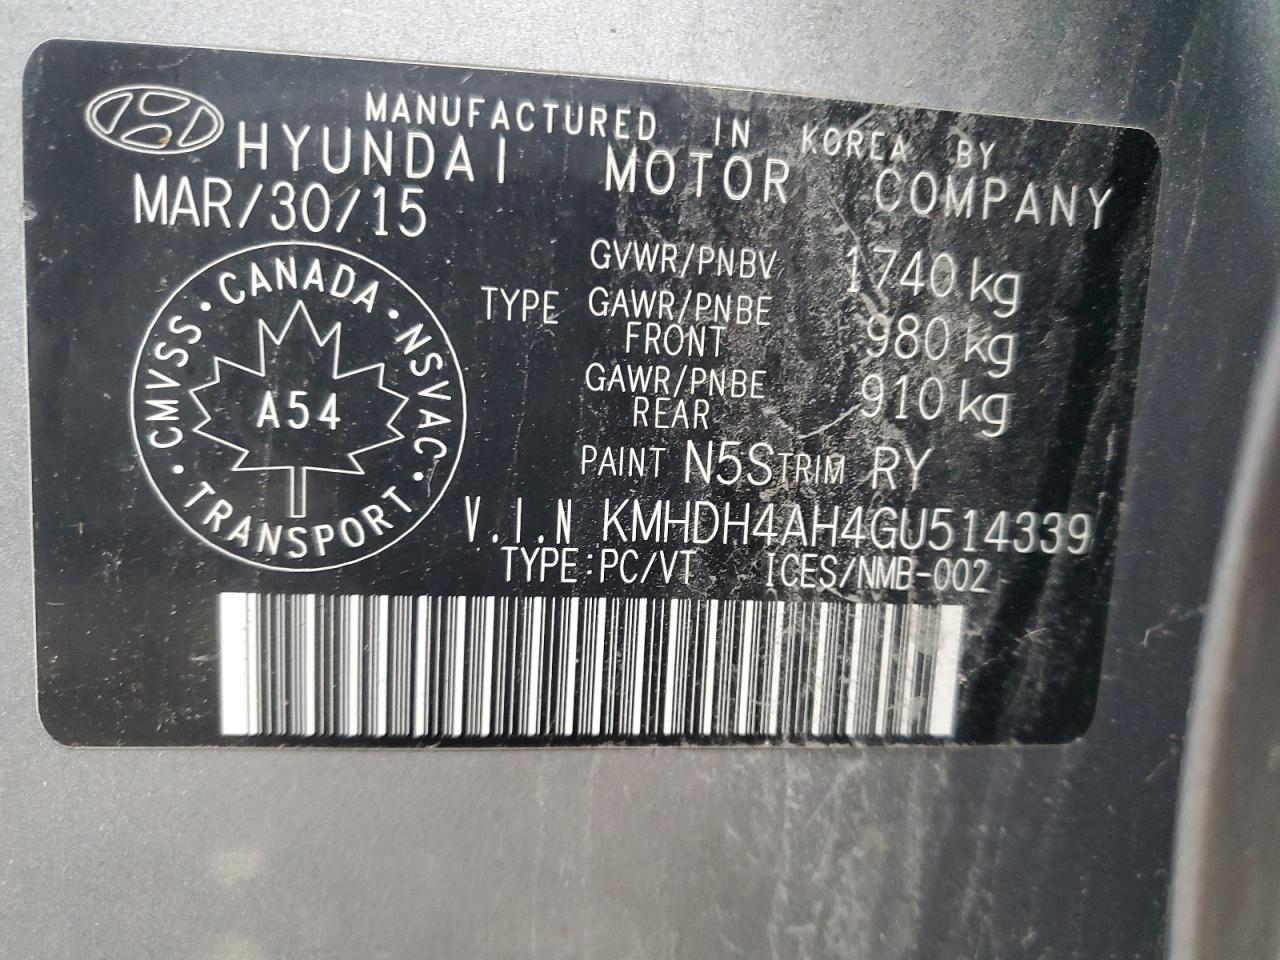 MANUFACTURED IN KOREA BY
HYUNDAI MOTOR COMPANY
MAR/30/15
GVWR/PNBV 1740 kg
TYPE GAWR/PNBE FRONT 980 kg
GAWR/PNBE REAR 910 kg
PAINT N5S TRIM RY
V.I.N KMHDH4AH4GU514339
TYPE:PC/VT ICES/NMB-002
CANADA · NSVAC · TRANSPORT · CMVSS ·
A54